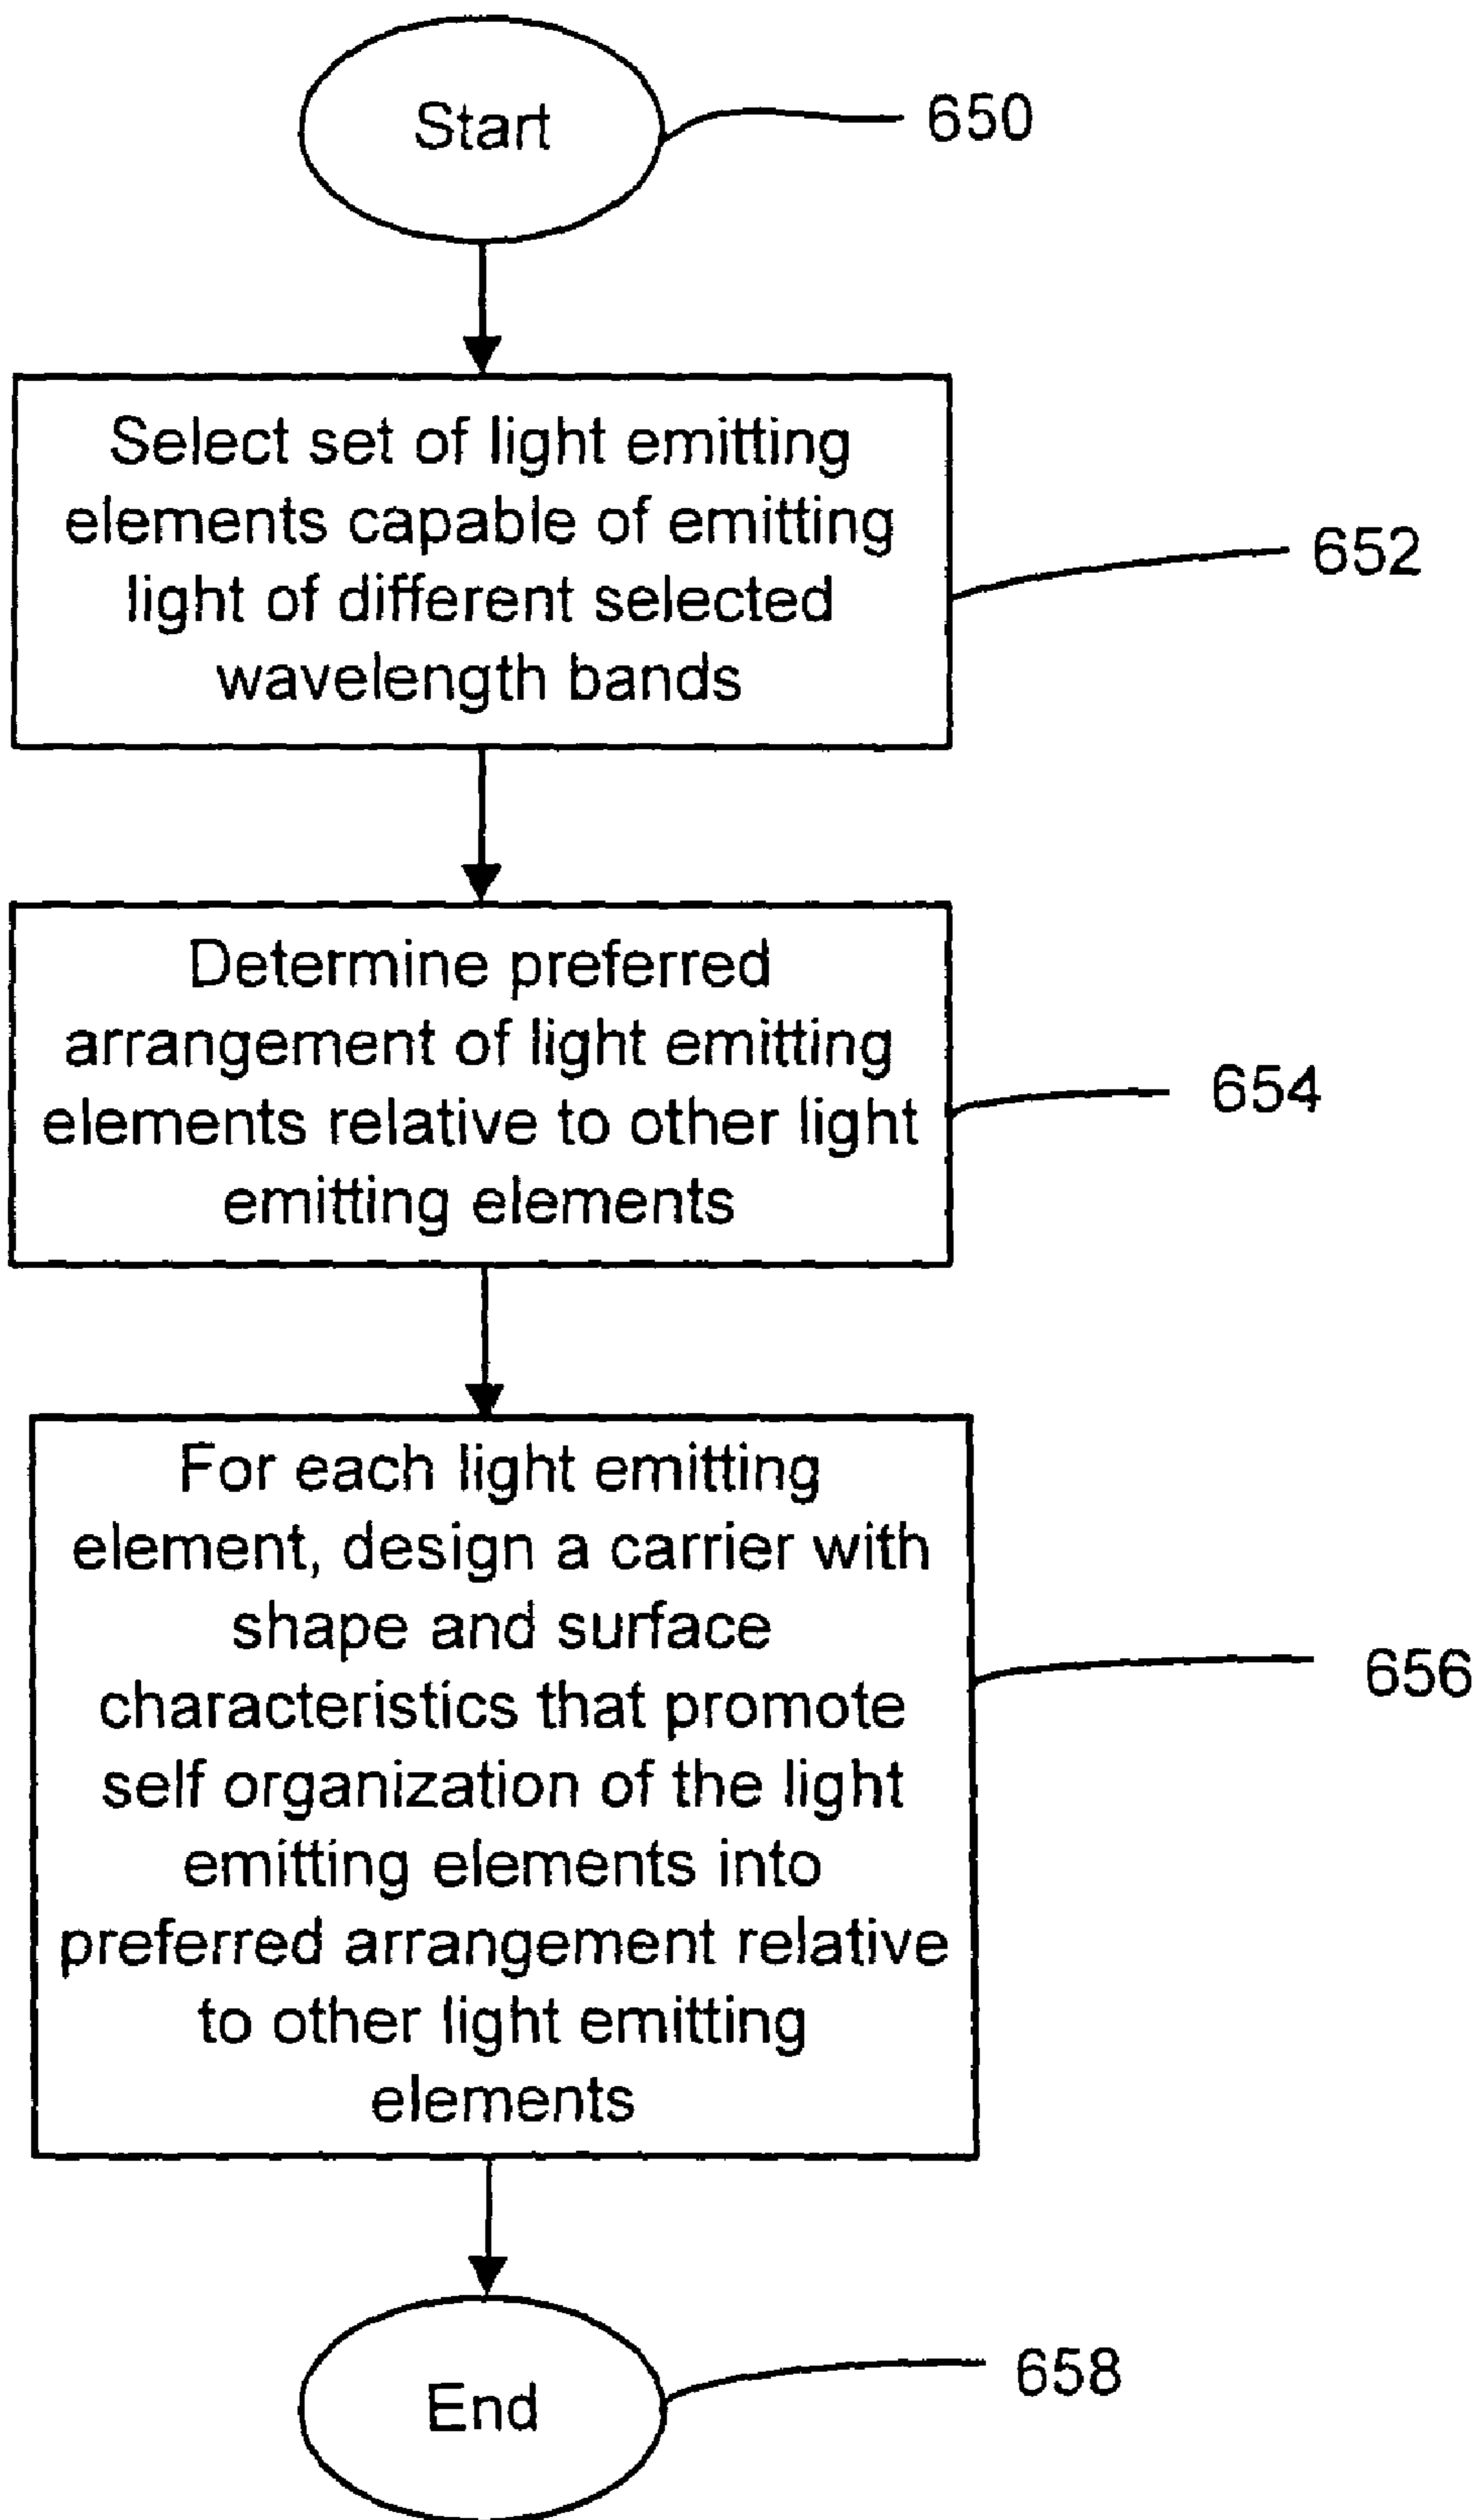 Start
650
Select set of light emitting
elements capable of emitting
light of different selected
wavelength bands
652
Determine preferred
arrangement of light emitting
elements relative to other light
emitting elements
654
For each light emitting
element, design a carrier with
shape and surface
characteristics that promote
self organization of the light
emitting elements into
preferred arrangement relative
to other light emitting
elements
656
End
658